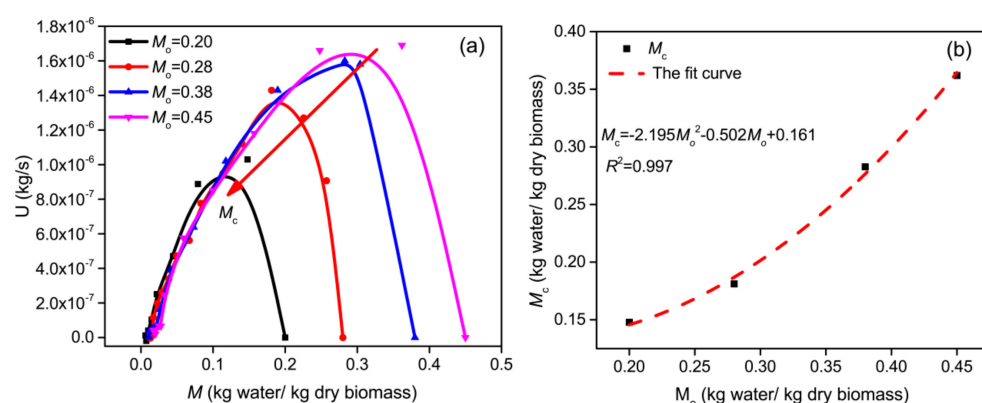 (a)
Mo=0.20
Mo=0.28
Mo=0.38
Mo=0.45
1.8x10-6
1.6x10-6
1.4x10-6
1.2x10-6
1.0x10-6
8.0x10-7
6.0x10-7
4.0x10-7
2.0x10-7
0.0
U (kg/s)
Mc
0.0 0.1 0.2 0.3 0.4 0.5
M (kg water/ kg dry biomass)
(b)
Mc
The fit curve
Mc=-2.195Mo2-0.502Mo+0.161
R2=0.997
0.40
0.35
0.30
0.25
0.20
0.15
Mc (kg water/ kg dry biomass)
0.20 0.25 0.30 0.35 0.40 0.45
Mo (kg water/ kg dry biomass)